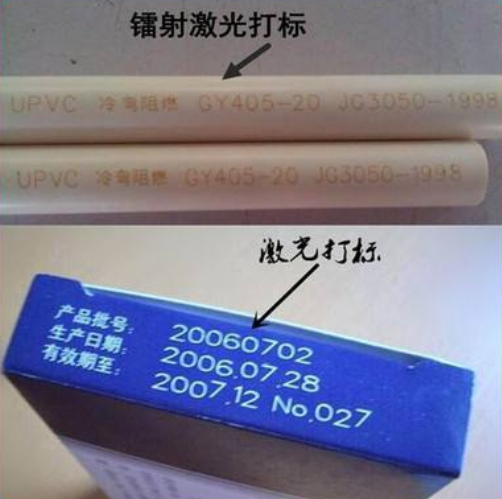 镭射激光打标
UPVC 冷弯阻燃 GY405-20 JG3050-1998
UPVC 冷弯阻燃 GY405-20 JG3050-1998
激光打标
产品批号: 20060702
生产日期: 2006.07.28
有效期至: 2007.12 No.027